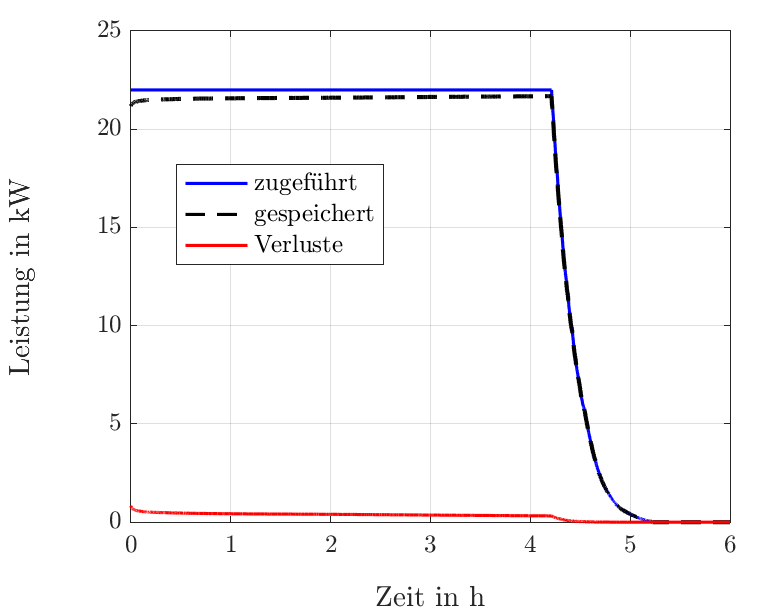 25
20
15
10
5
0
Leistung in kW
zugeführt
gespeichert
Verluste
0 1 2 3 4 5 6
Zeit in h